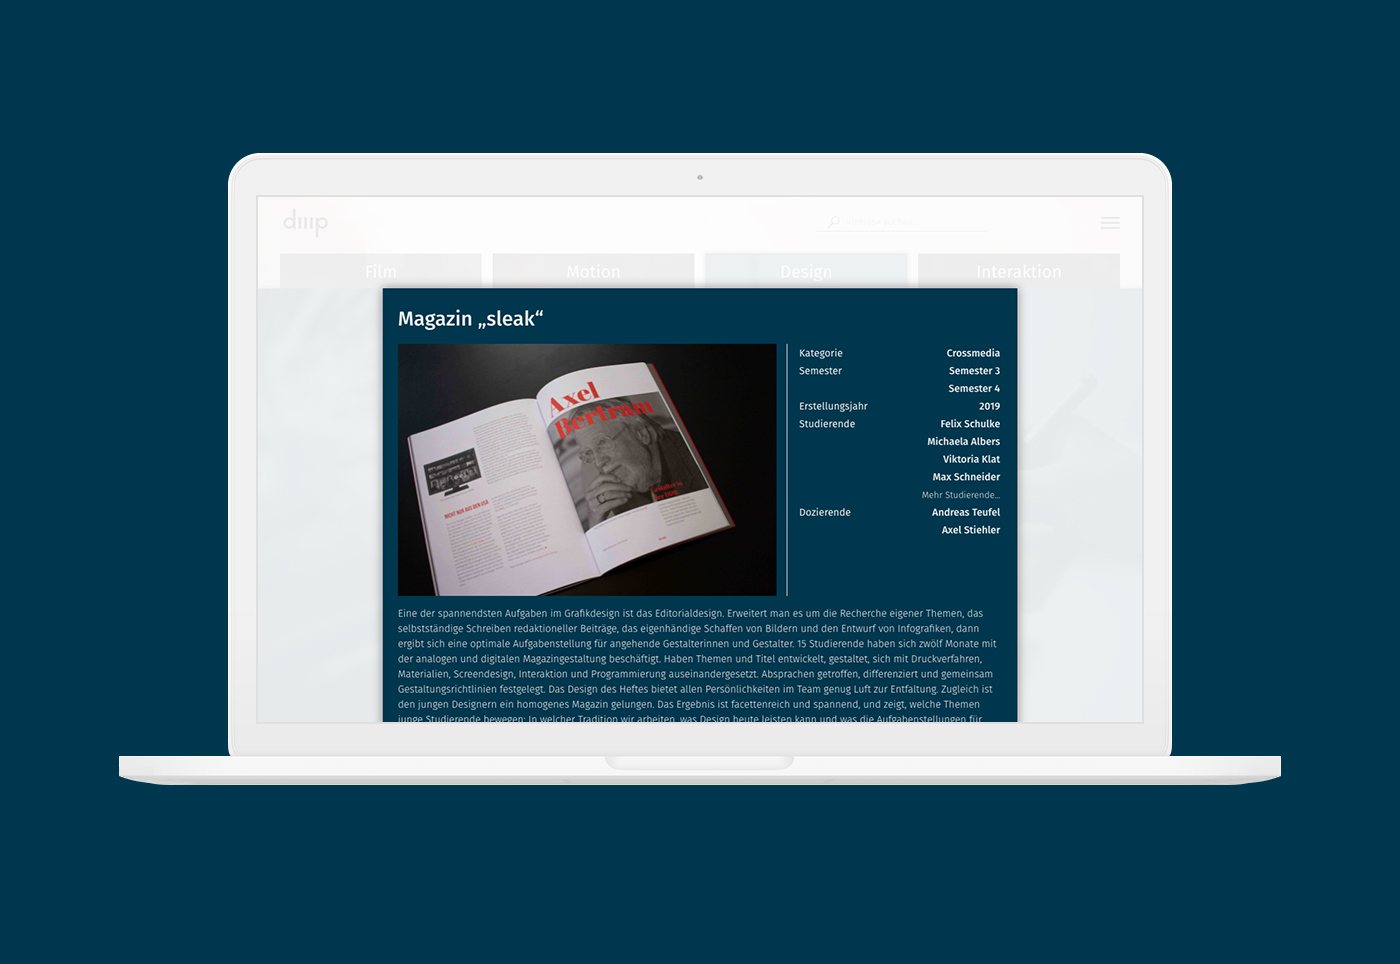 diiip
Film
Motion
Design
Interaktion
Magazin „sleak“
Axel
Bertram
NICHT NUR AUS DEN USA
Kategorie Crossmedia
Semester Semester 3
Semester 4
Erstellungsjahr 2019
Studierende Felix Schulke
Michaela Albers
Viktoria Klat
Max Schneider
Mehr Studierende...
Dozierende Andreas Teufel
Axel Stiehler
Eine der spannendsten Aufgaben im Grafikdesign ist das Editorialdesign. Erweitert man es um die Recherche eigener Themen, das
selbstständige Schreiben redaktioneller Beiträge, das eigenhändige Schaffen von Bildern und den Entwurf von Infografiken, dann
ergibt sich eine optimale Aufgabenstellung für angehende Gestalterinnen und Gestalter. 15 Studierende haben sich zwölf Monate mit
der analogen und digitalen Magazingestaltung beschäftigt. Haben Themen und Titel entwickelt, gestaltet, sich mit Druckverfahren,
Materialien, Screendesign, Interaktion und Programmierung auseinandergesetzt. Absprachen getroffen, differenziert und gemeinsam
Gestaltungsrichtlinien festgelegt. Das Design des Heftes bietet allen Persönlichkeiten im Team genug Luft zur Entfaltung. Zugleich ist
den jungen Designern ein homogenes Magazin gelungen. Das Ergebnis ist facettenreich und spannend, und zeigt, welche Themen
junge Studierende bewegen: In welcher Tradition wir arbeiten, was Design heute leisten kann und was die Aufgabenstellungen für